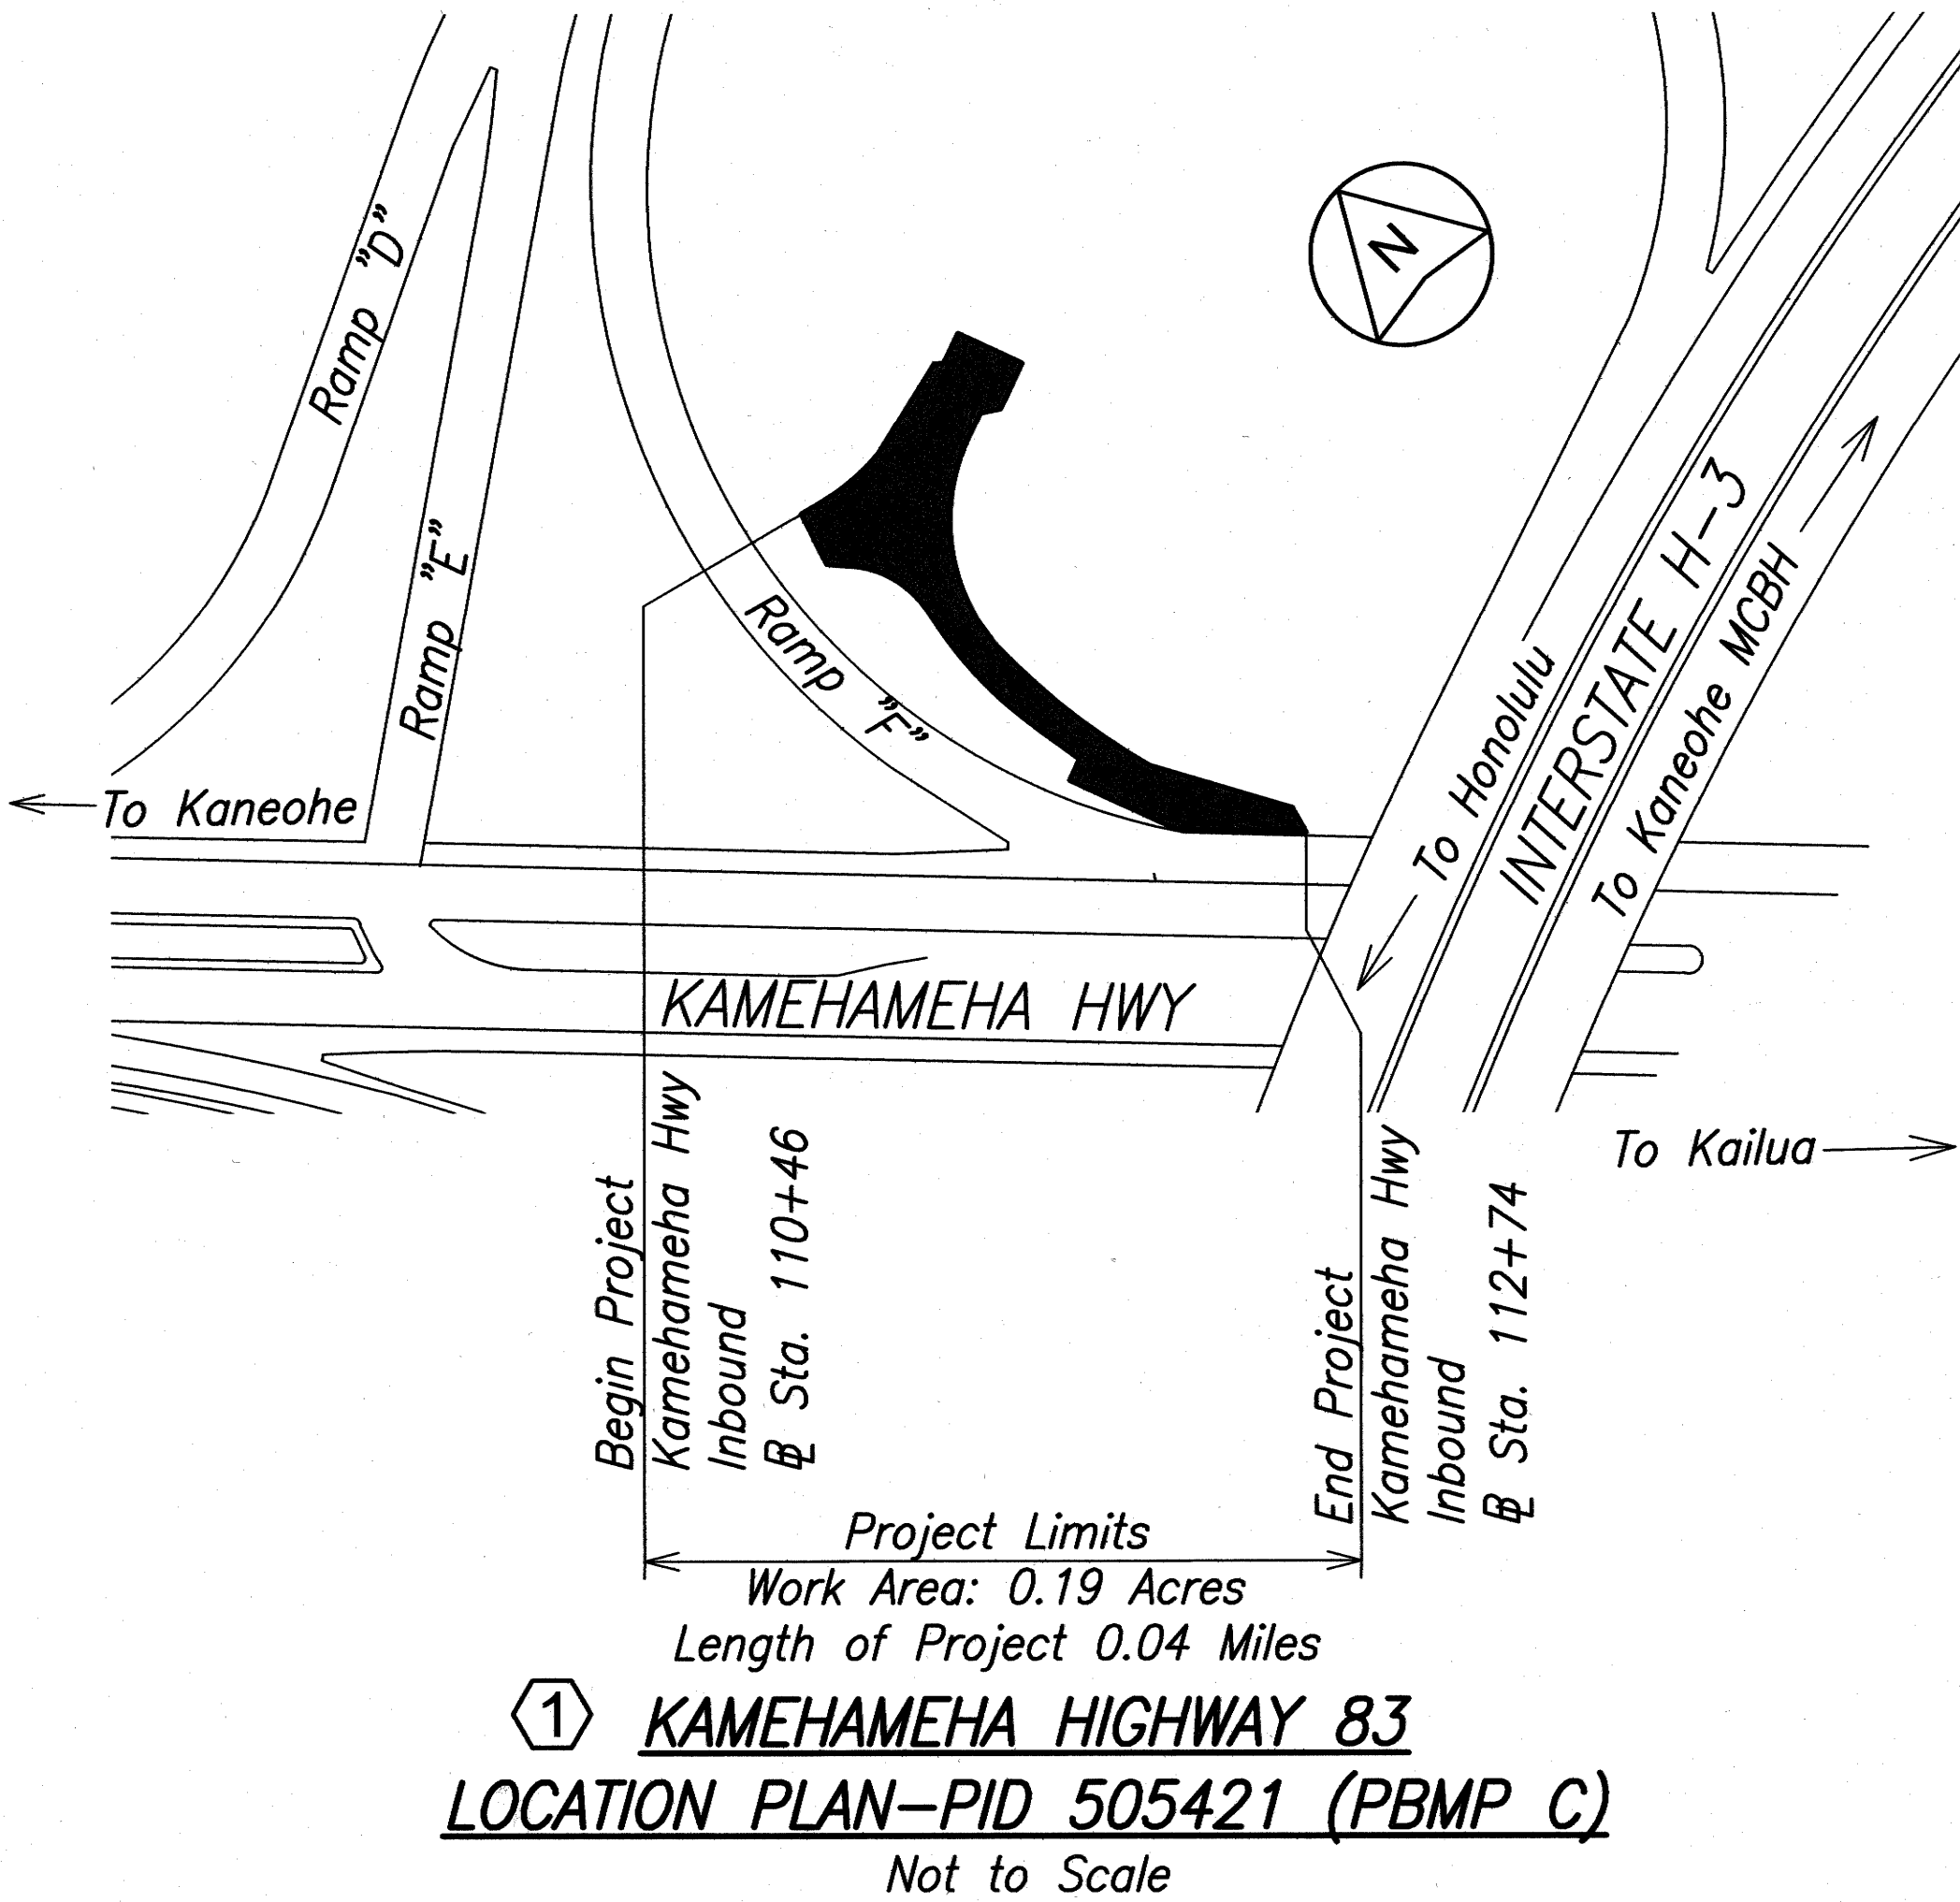 Ramp "D"
Ramp "E"
Ramp "F"
N
To Kaneohe
To Honolulu
INTERSTATE H-3
To Kaneohe MCBH
KAMEHAMEHA HWY
To Kailua
Begin Project
Kamehameha Hwy
Inbound
BL Sta. 110+46
End Project
Kamehameha Hwy
Inbound
BL Sta. 112+74
Project Limits
Work Area: 0.19 Acres
Length of Project 0.04 Miles
1 KAMEHAMEHA HIGHWAY 83
LOCATION PLAN-PID 505421 (PBMP C)
Not to Scale